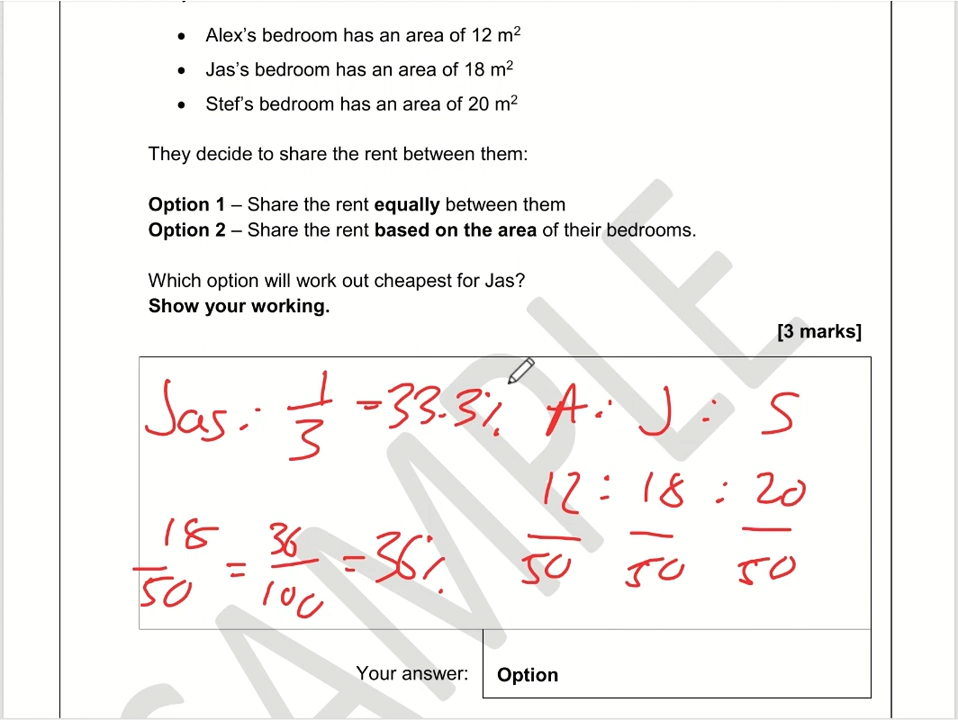 • Alex's bedroom has an area of 12 m²
• Jas's bedroom has an area of 18 m²
• Stef's bedroom has an area of 20 m²
They decide to share the rent between them:
Option 1 – Share the rent equally between them
Option 2 – Share the rent based on the area of their bedrooms.
Which option will work out cheapest for Jas?
Show your working.
[3 marks]
Jas: 1/3 = 33.3% A : J : S
12 : 18 : 20
50 50 50
18/50 = 36/100 = 36%
Your answer: Option
SAMPLE